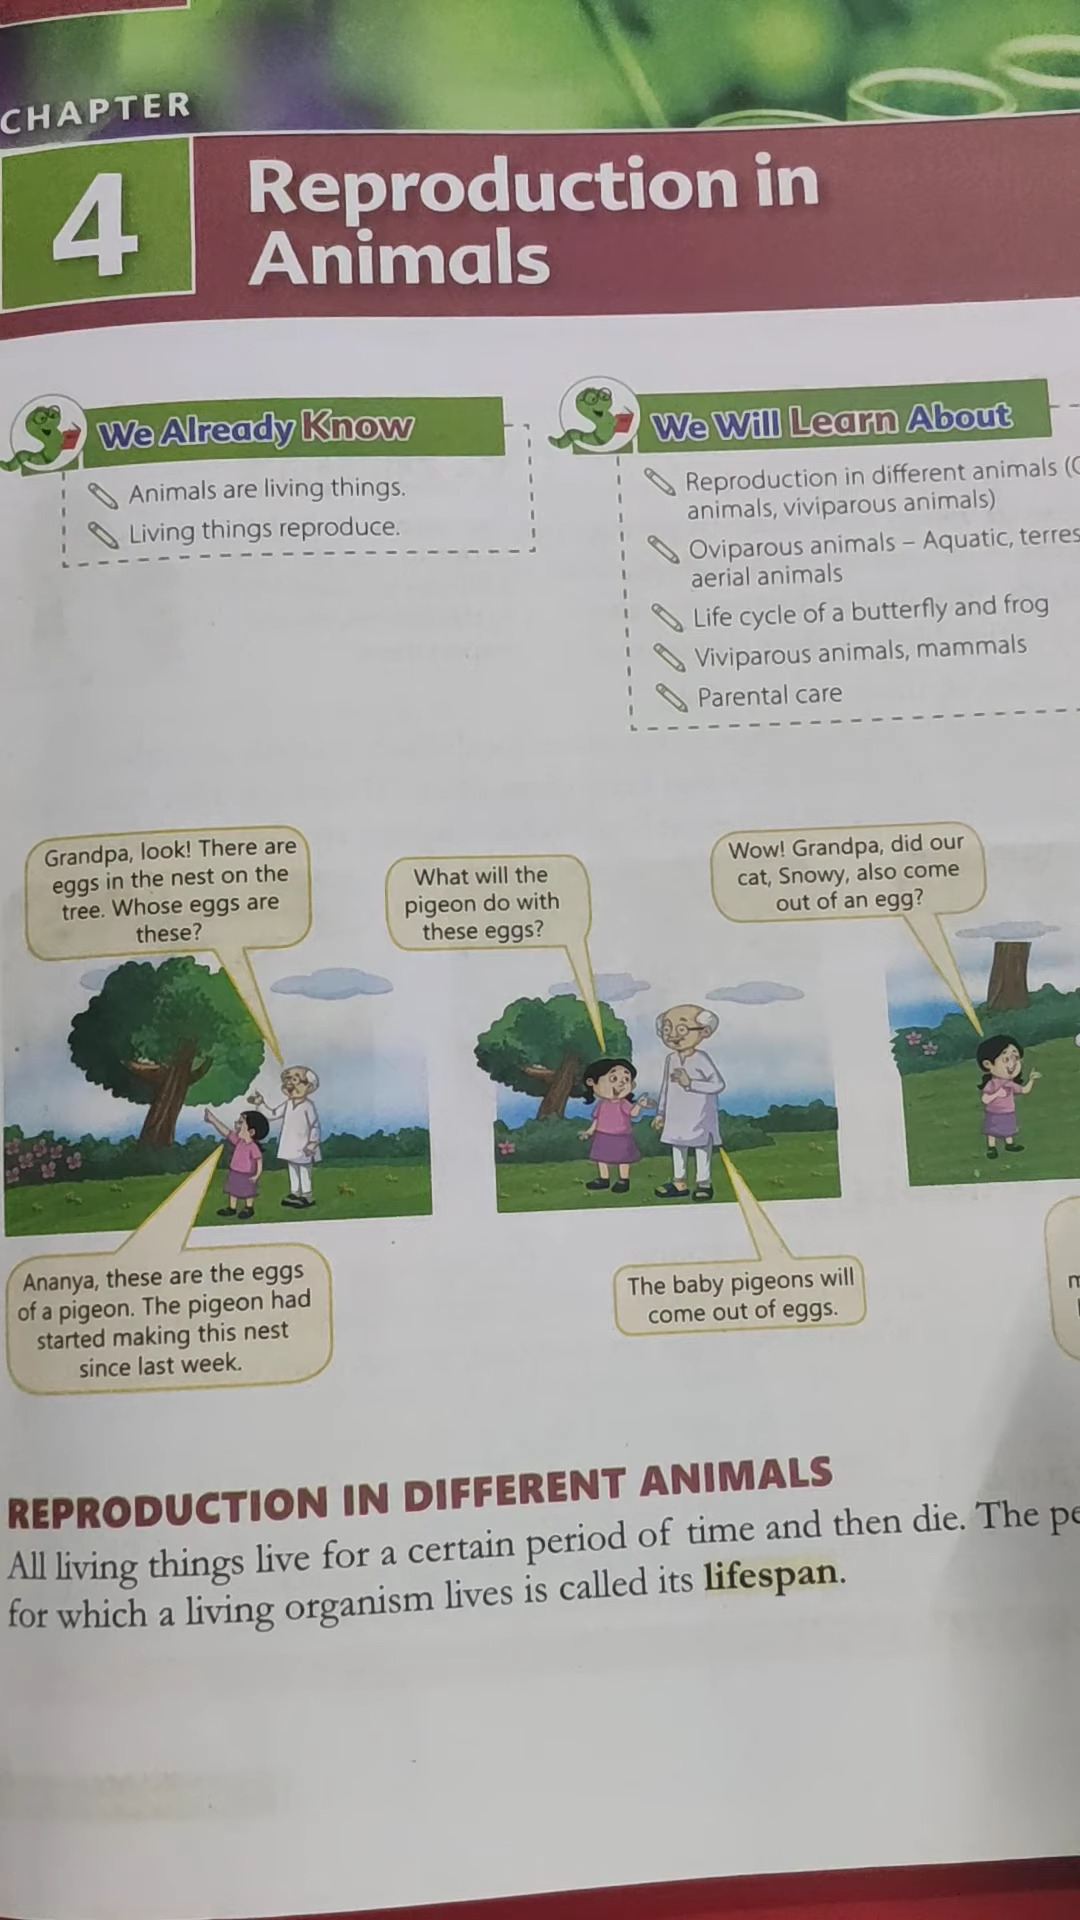 CHAPTER
4
Reproduction in
Animals
We Already Know
Animals are living things.
Living things reproduce.
We Will Learn About
Reproduction in different animals
animals, viviparous animals)
Oviparous animals – Aquatic,
aerial animals
Life cycle of a butterfly and frog
Viviparous animals, mammals
Parental care
Grandpa, look! There are
eggs in the nest on the
tree. Whose eggs are
these?
Ananya, these are the eggs
of a pigeon. The pigeon had
started making this nest
since last week.
What will the
pigeon do with
these eggs?
The baby pigeons will
come out of eggs.
Wow! Grandpa, did our
cat, Snowy, also come
out of an egg?
REPRODUCTION IN DIFFERENT ANIMALS
All living things live for a certain period of time and then die. The
for which a living organism lives is called its lifespan.